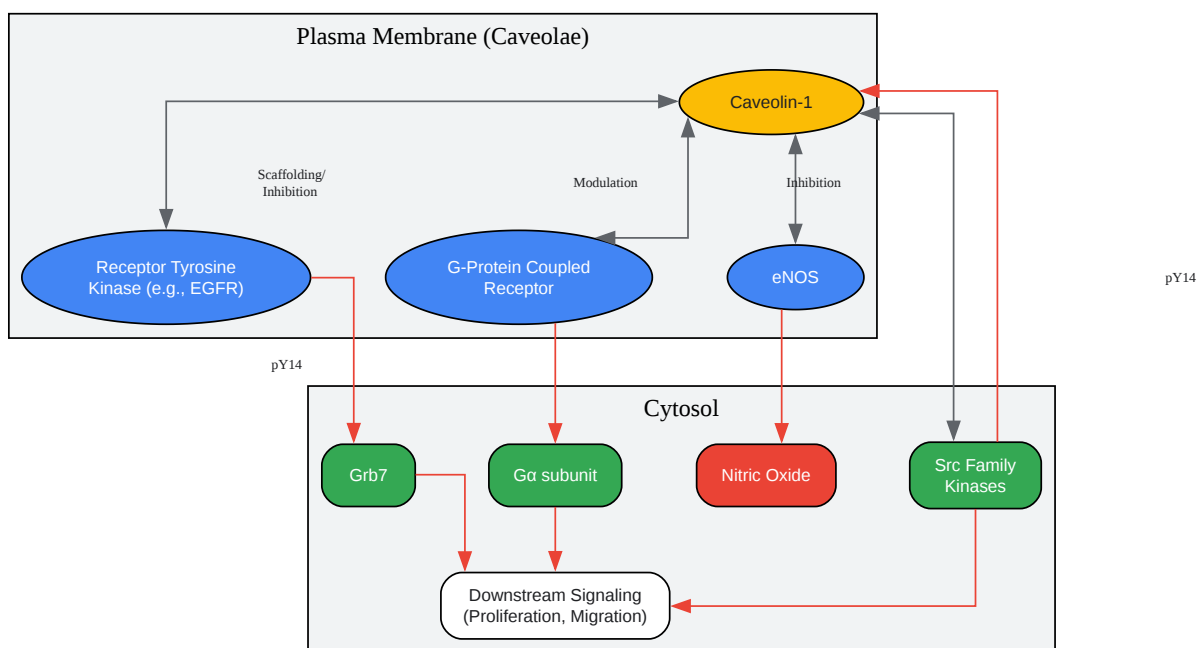 Plasma Membrane (Caveolae)
Caveolin-1
Scaffolding/
Inhibition
Modulation
Inhibition
Receptor Tyrosine
Kinase (e.g., EGFR)
G-Protein Coupled
Receptor
eNOS
pY14
pY14
Cytosol
Grb7
Gα subunit
Nitric Oxide
Src Family
Kinases
Downstream Signaling
(Proliferation, Migration)